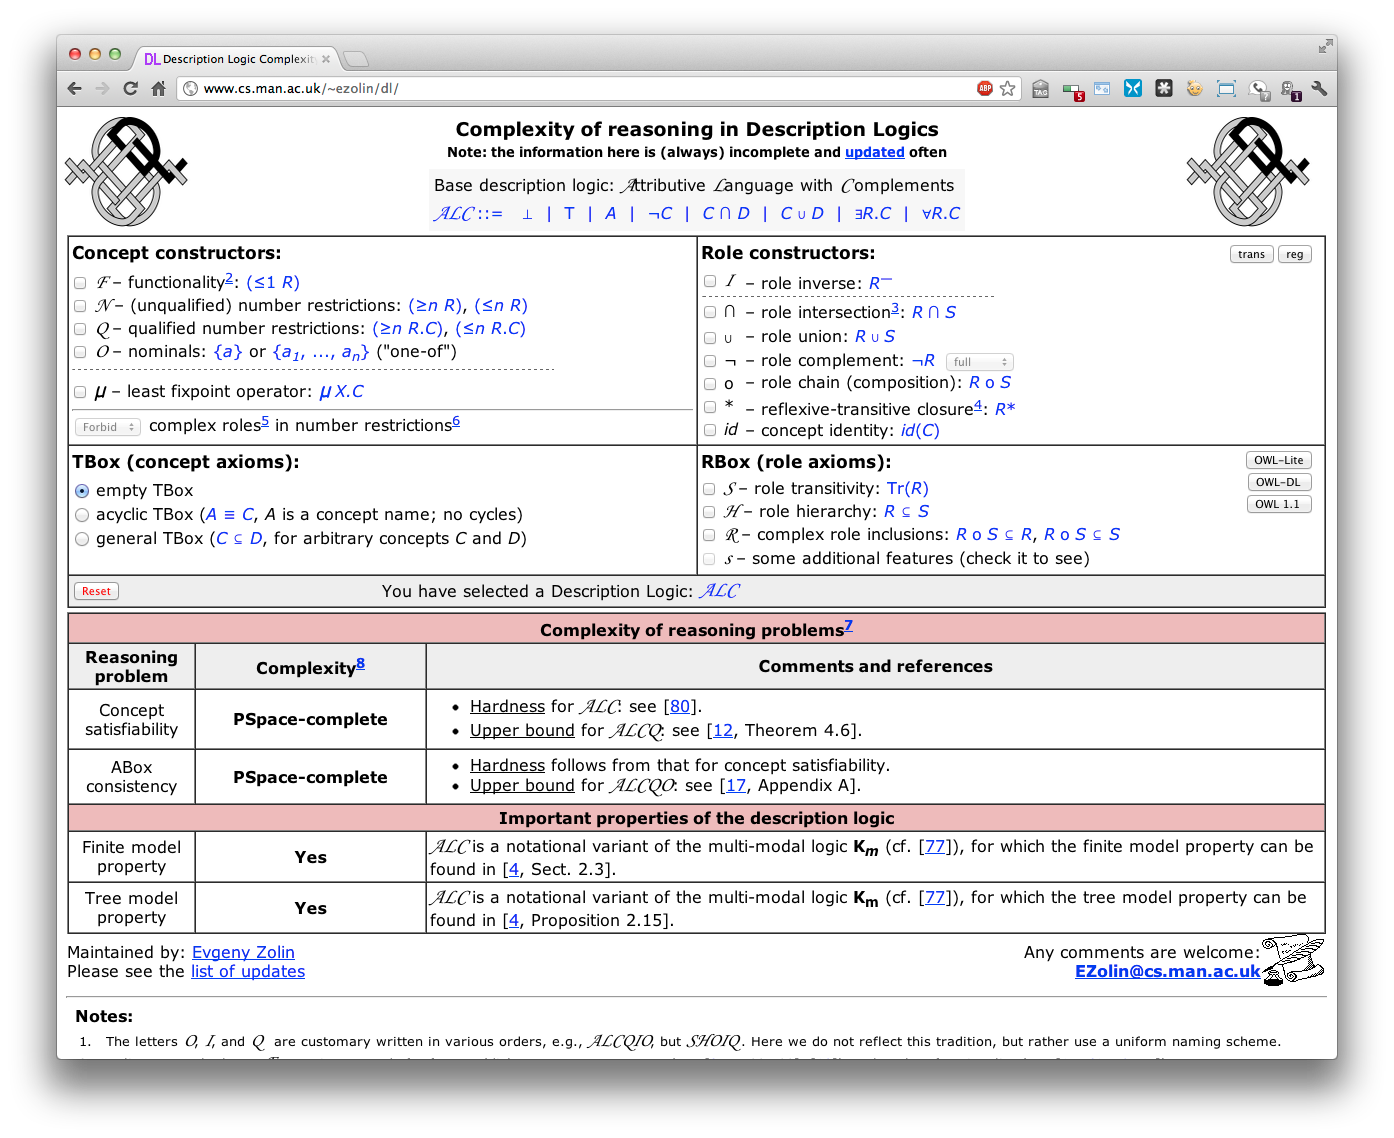 DL Description Logic Complexit
www.cs.man.ac.uk/~ezolin/dl/
ABP
TAG
5
?
1
Complexity of reasoning in Description Logics
Note: the information here is (always) incomplete and updated often
Base description logic: Attributive Language with Complements
ALC ::= ⊥ | ⊤ | A | ¬C | C ∩ D | C ∪ D | ∃R.C | ∀R.C
Concept constructors:
F – functionality2: (≤1 R)
N – (unqualified) number restrictions: (≥n R), (≤n R)
Q – qualified number restrictions: (≥n R.C), (≤n R.C)
O – nominals: {a} or {a1, ..., an} ("one-of")
μ – least fixpoint operator: μ X.C
Forbid complex roles5 in number restrictions6
Role constructors:
trans reg
I – role inverse: R—
∩ – role intersection3: R ∩ S
∪ – role union: R ∪ S
¬ – role complement: ¬R full
o – role chain (composition): R o S
* – reflexive-transitive closure4: R*
id – concept identity: id(C)
TBox (concept axioms):
empty TBox
acyclic TBox (A ≡ C, A is a concept name; no cycles)
general TBox (C ⊆ D, for arbitrary concepts C and D)
RBox (role axioms):
OWL-Lite
OWL-DL
OWL 1.1
S – role transitivity: Tr(R)
H – role hierarchy: R ⊆ S
R – complex role inclusions: R o S ⊆ R, R o S ⊆ S
s – some additional features (check it to see)
Reset You have selected a Description Logic: ALC
Complexity of reasoning problems7
Reasoning problem Complexity8 Comments and references
Concept satisfiability PSpace-complete
• Hardness for ALC: see [80].
• Upper bound for ALCQ: see [12, Theorem 4.6].
ABox consistency PSpace-complete
• Hardness follows from that for concept satisfiability.
• Upper bound for ALCQO: see [17, Appendix A].
Important properties of the description logic
Finite model property Yes
ALC is a notational variant of the multi-modal logic Km (cf. [77]), for which the finite model property can be
found in [4, Sect. 2.3].
Tree model property Yes
ALC is a notational variant of the multi-modal logic Km (cf. [77]), for which the tree model property can be
found in [4, Proposition 2.15].
Maintained by: Evgeny Zolin
Please see the list of updates
Any comments are welcome:
EZolin@cs.man.ac.uk
Notes:
1. The letters O, I, and Q are customary written in various orders, e.g., ALCQIO, but SHOIQ. Here we do not reflect this tradition, but rather use a uniform naming scheme.